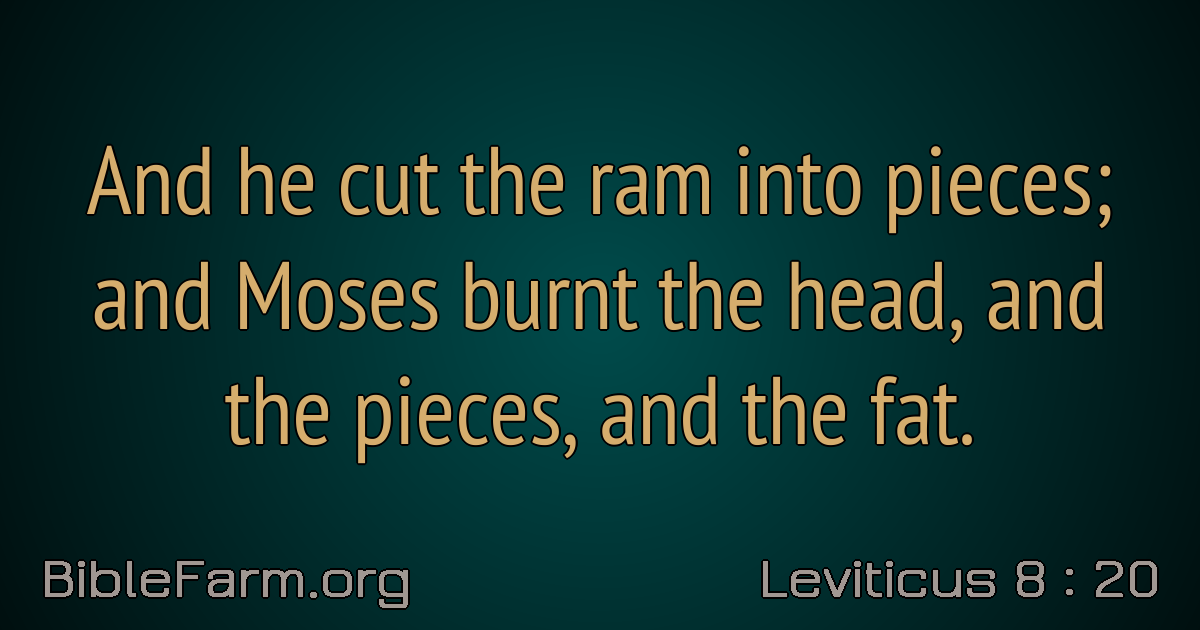 And he cut the ram into pieces;
and Moses burnt the head, and
the pieces, and the fat.
BibleFarm.org
Leviticus 8 : 20